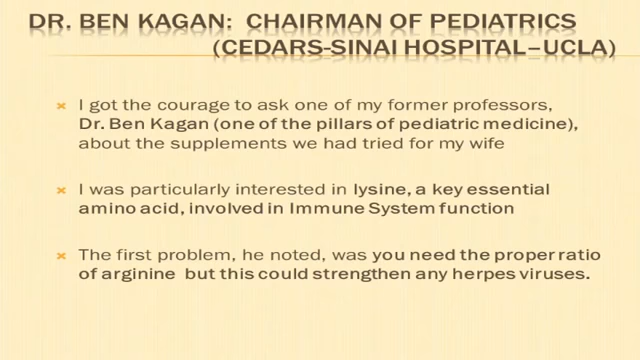 DR. BEN KAGAN: CHAIRMAN OF PEDIATRICS
(CEDARS-SINAI HOSPITAL–UCLA)
I got the courage to ask one of my former professors,
Dr. Ben Kagan (one of the pillars of pediatric medicine),
about the supplements we had tried for my wife
I was particularly interested in lysine, a key essential
amino acid, involved in Immune System function
The first problem, he noted, was you need the proper ratio
of arginine but this could strengthen any herpes viruses.